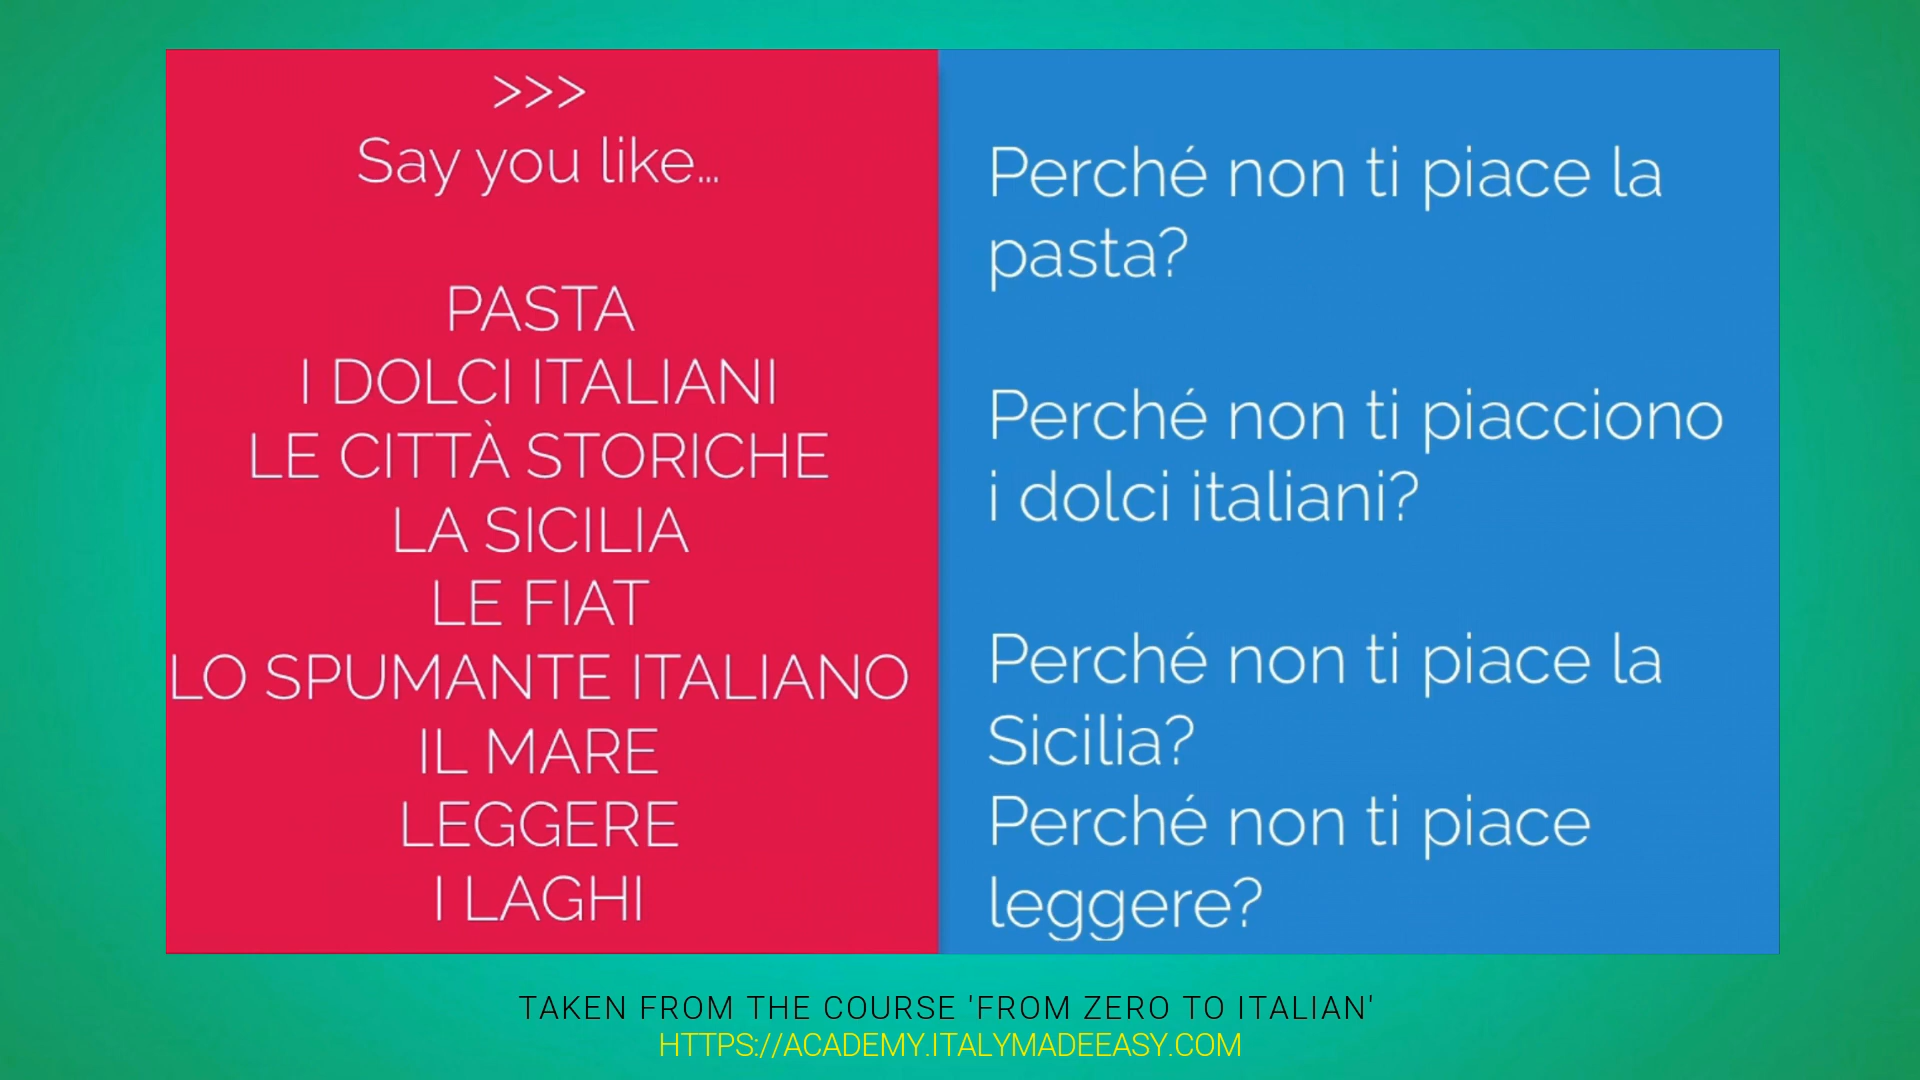 >>>
Say you like...
PASTA
I DOLCI ITALIANI
LE CITTÀ STORICHE
LA SICILIA
LE FIAT
LO SPUMANTE ITALIANO
IL MARE
LEGGERE
I LAGHI
Perché non ti piace la
pasta?
Perché non ti piacciono
i dolci italiani?
Perché non ti piace la
Sicilia?
Perché non ti piace
leggere?
TAKEN FROM THE COURSE 'FROM ZERO TO ITALIAN'
HTTPS://ACADEMY.ITALYMADEEASY.COM